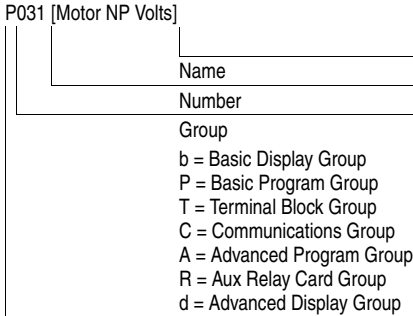 P031 [Motor NP Volts]
Name
Number
Group
b = Basic Display Group
P = Basic Program Group
T = Terminal Block Group
C = Communications Group
A = Advanced Program Group
R = Aux Relay Card Group
d = Advanced Display Group